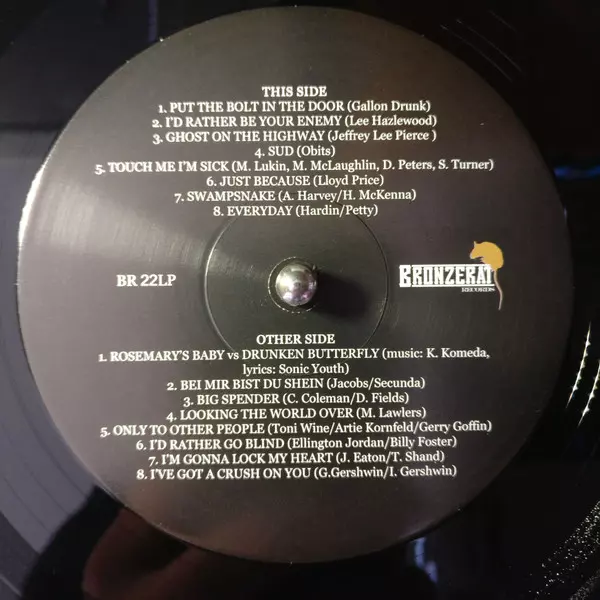 THIS SIDE
1. PUT THE BOLT IN THE DOOR (Gallon Drunk)
2. I'D RATHER BE YOUR ENEMY (Lee Hazlewood)
3. GHOST ON THE HIGHWAY (Jeffrey Lee Pierce )
4. SUD (Obits)
5. TOUCH ME I'M SICK (M. Lukin, M. McLaughlin, D. Peters, S. Turner)
6. JUST BECAUSE (Lloyd Price)
7. SWAMPSNAKE (A. Harvey/H. McKenna)
8. EVERYDAY (Hardin/Petty)
BR 22LP
BRONZERAT
RECORDS
OTHER SIDE
1. ROSEMARY'S BABY vs DRUNKEN BUTTERFLY (music: K. Komeda,
lyrics: Sonic Youth)
2. BEI MIR BIST DU SHEIN (Jacobs/Secunda)
3. BIG SPENDER (C. Coleman/D. Fields)
4. LOOKING THE WORLD OVER (M. Lawlers)
5. ONLY TO OTHER PEOPLE (Toni Wine/Artie Kornfeld/Gerry Goffin)
6. I'D RATHER GO BLIND (Ellington Jordan/Billy Foster)
7. I'M GONNA LOCK MY HEART (J. Eaton/T. Shand)
8. I'VE GOT A CRUSH ON YOU (G.Gershwin/I. Gershwin)